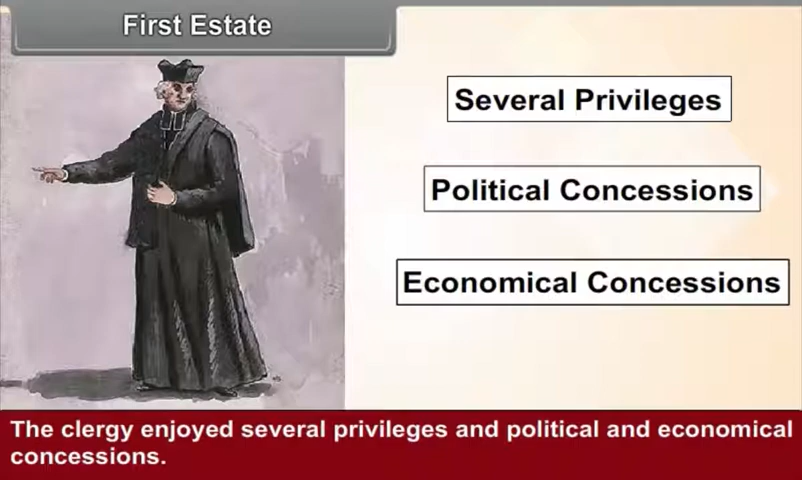 First Estate
Several Privileges
Political Concessions
Economical Concessions
The clergy enjoyed several privileges and political and economical
concessions.